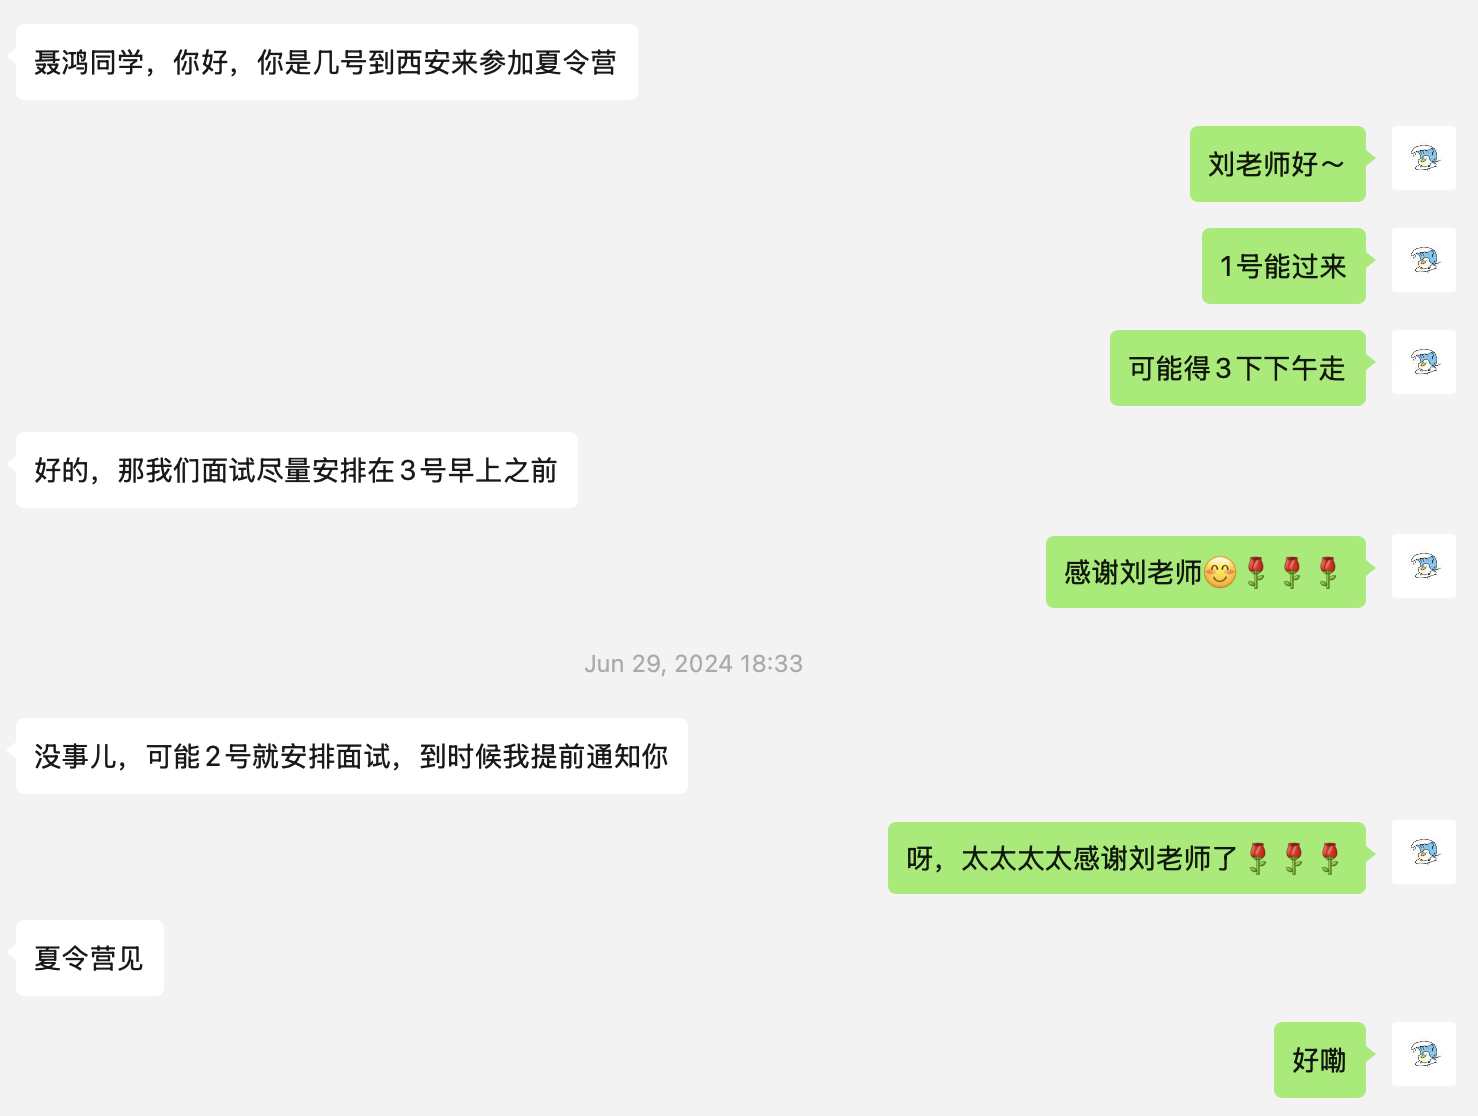 聂鸿同学，你好，你是几号到西安来参加夏令营
刘老师好～
1号能过来
可能得3下下午走
好的，那我们面试尽量安排在3号早上之前
感谢刘老师😊🌹🌹🌹
Jun 29, 2024 18:33
没事儿，可能2号就安排面试，到时候我提前通知你
呀，太太太太感谢刘老师了🌹🌹🌹
夏令营见
好嘞